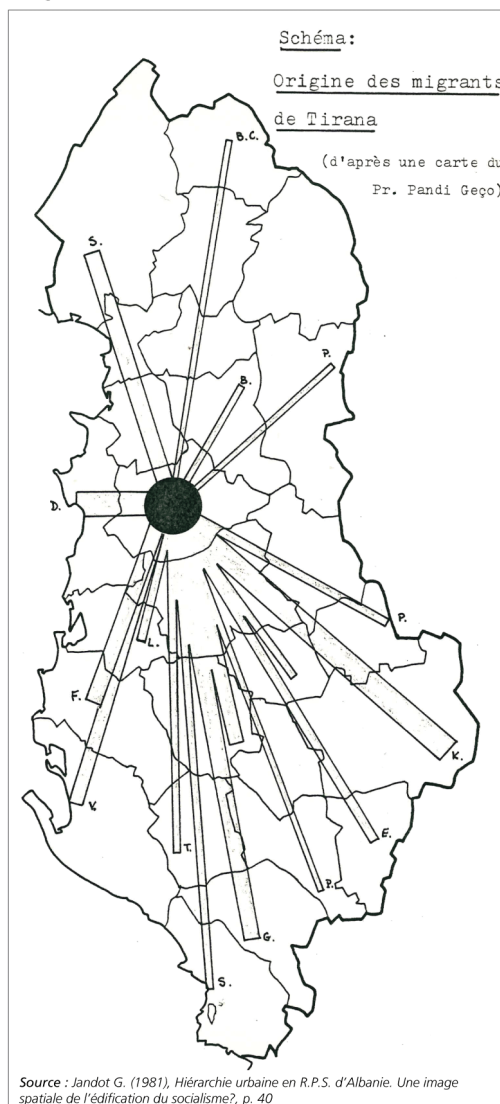 Schéma:
Origine des migrants
de Tirana
(d'après une carte du
Pr. Pandi Geço)
B.C.
S.
P.
B.
D.
P.
L.
F.
K.
V.
E.
T.
P.
G.
S.
Source : Jandot G. (1981), Hiérarchie urbaine en R.P.S. d'Albanie. Une image
spatiale de l'édification du socialisme?, p. 40